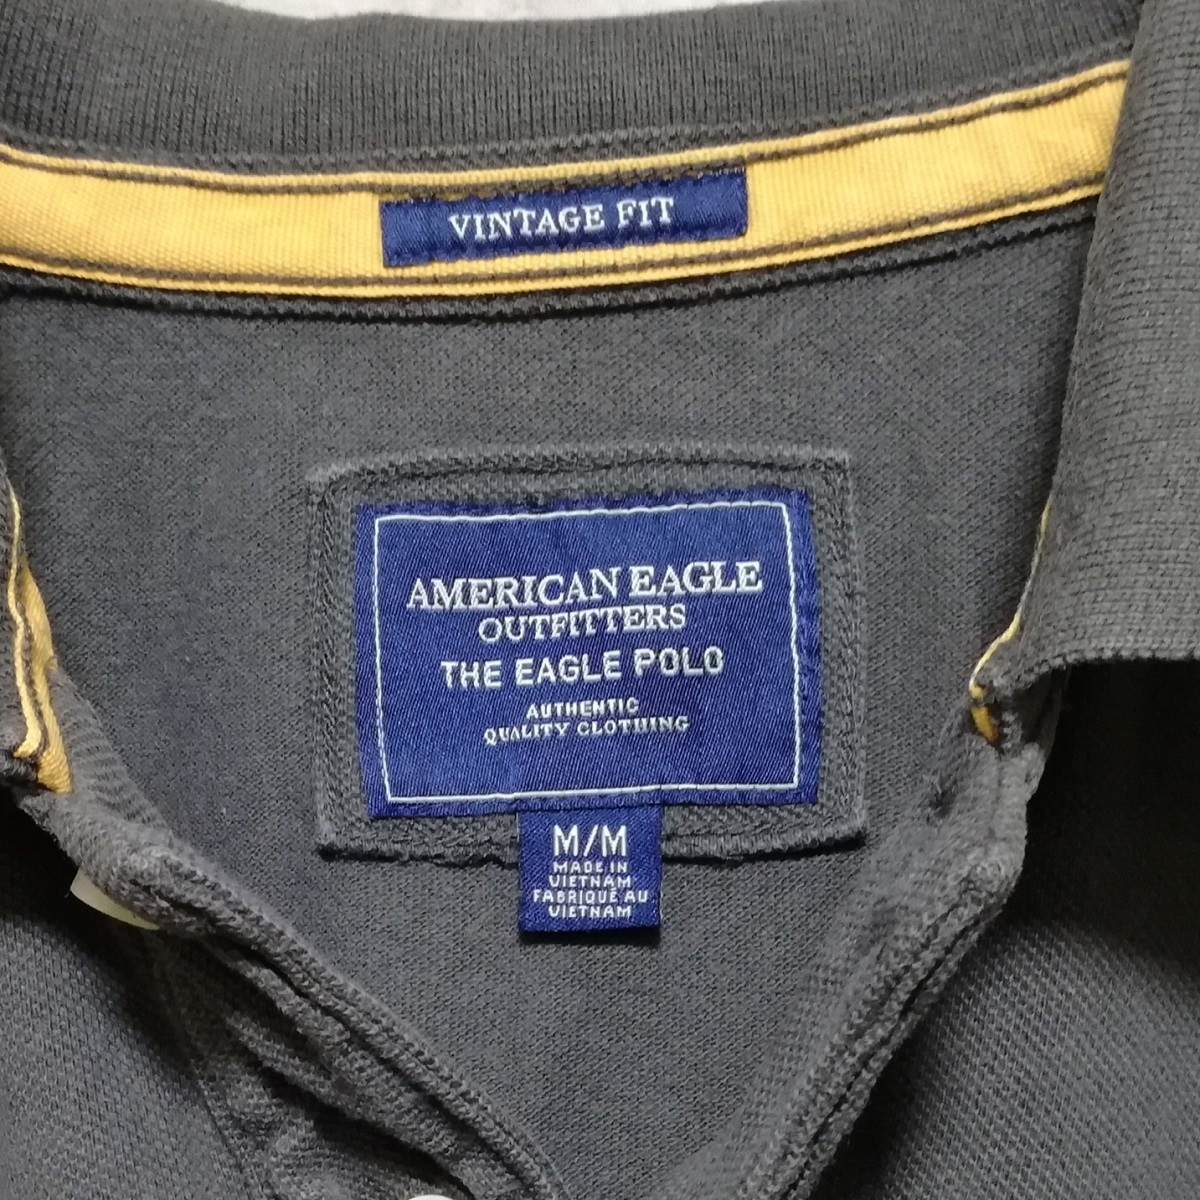 VINTAGE FIT
AMERICAN EAGLE
OUTFITTERS
THE EAGLE POLO
AUTHENTIC
QUALITY CLOTHING
M/M
MADE IN
VIETNAM
FABRIQUÉ AU
VIETNAM